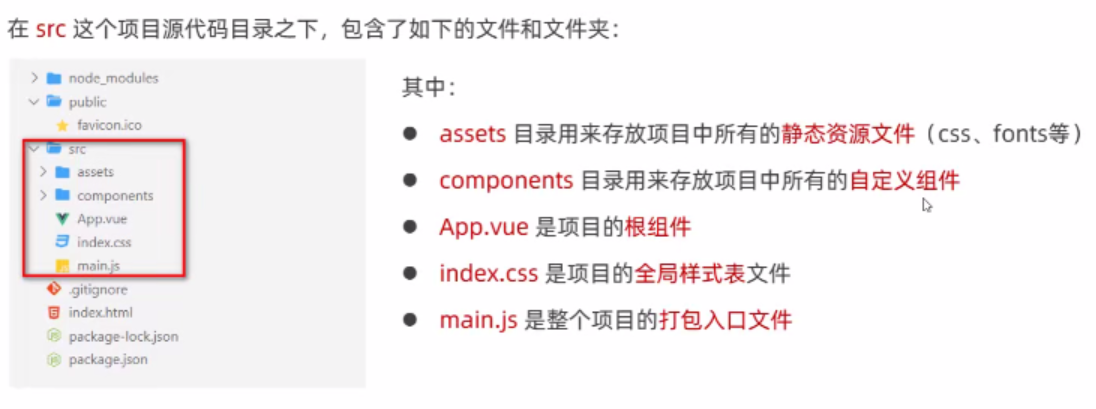 在 src 这个项目源代码目录之下，包含了如下的文件和文件夹：
node_modules
public
favicon.ico
src
assets
components
App.vue
index.css
main.js
.gitignore
index.html
package-lock.json
package.json
其中：
● assets 目录用来存放项目中所有的静态资源文件（css、fonts等）
● components 目录用来存放项目中所有的自定义组件
● App.vue 是项目的根组件
● index.css 是项目的全局样式表文件
● main.js 是整个项目的打包入口文件